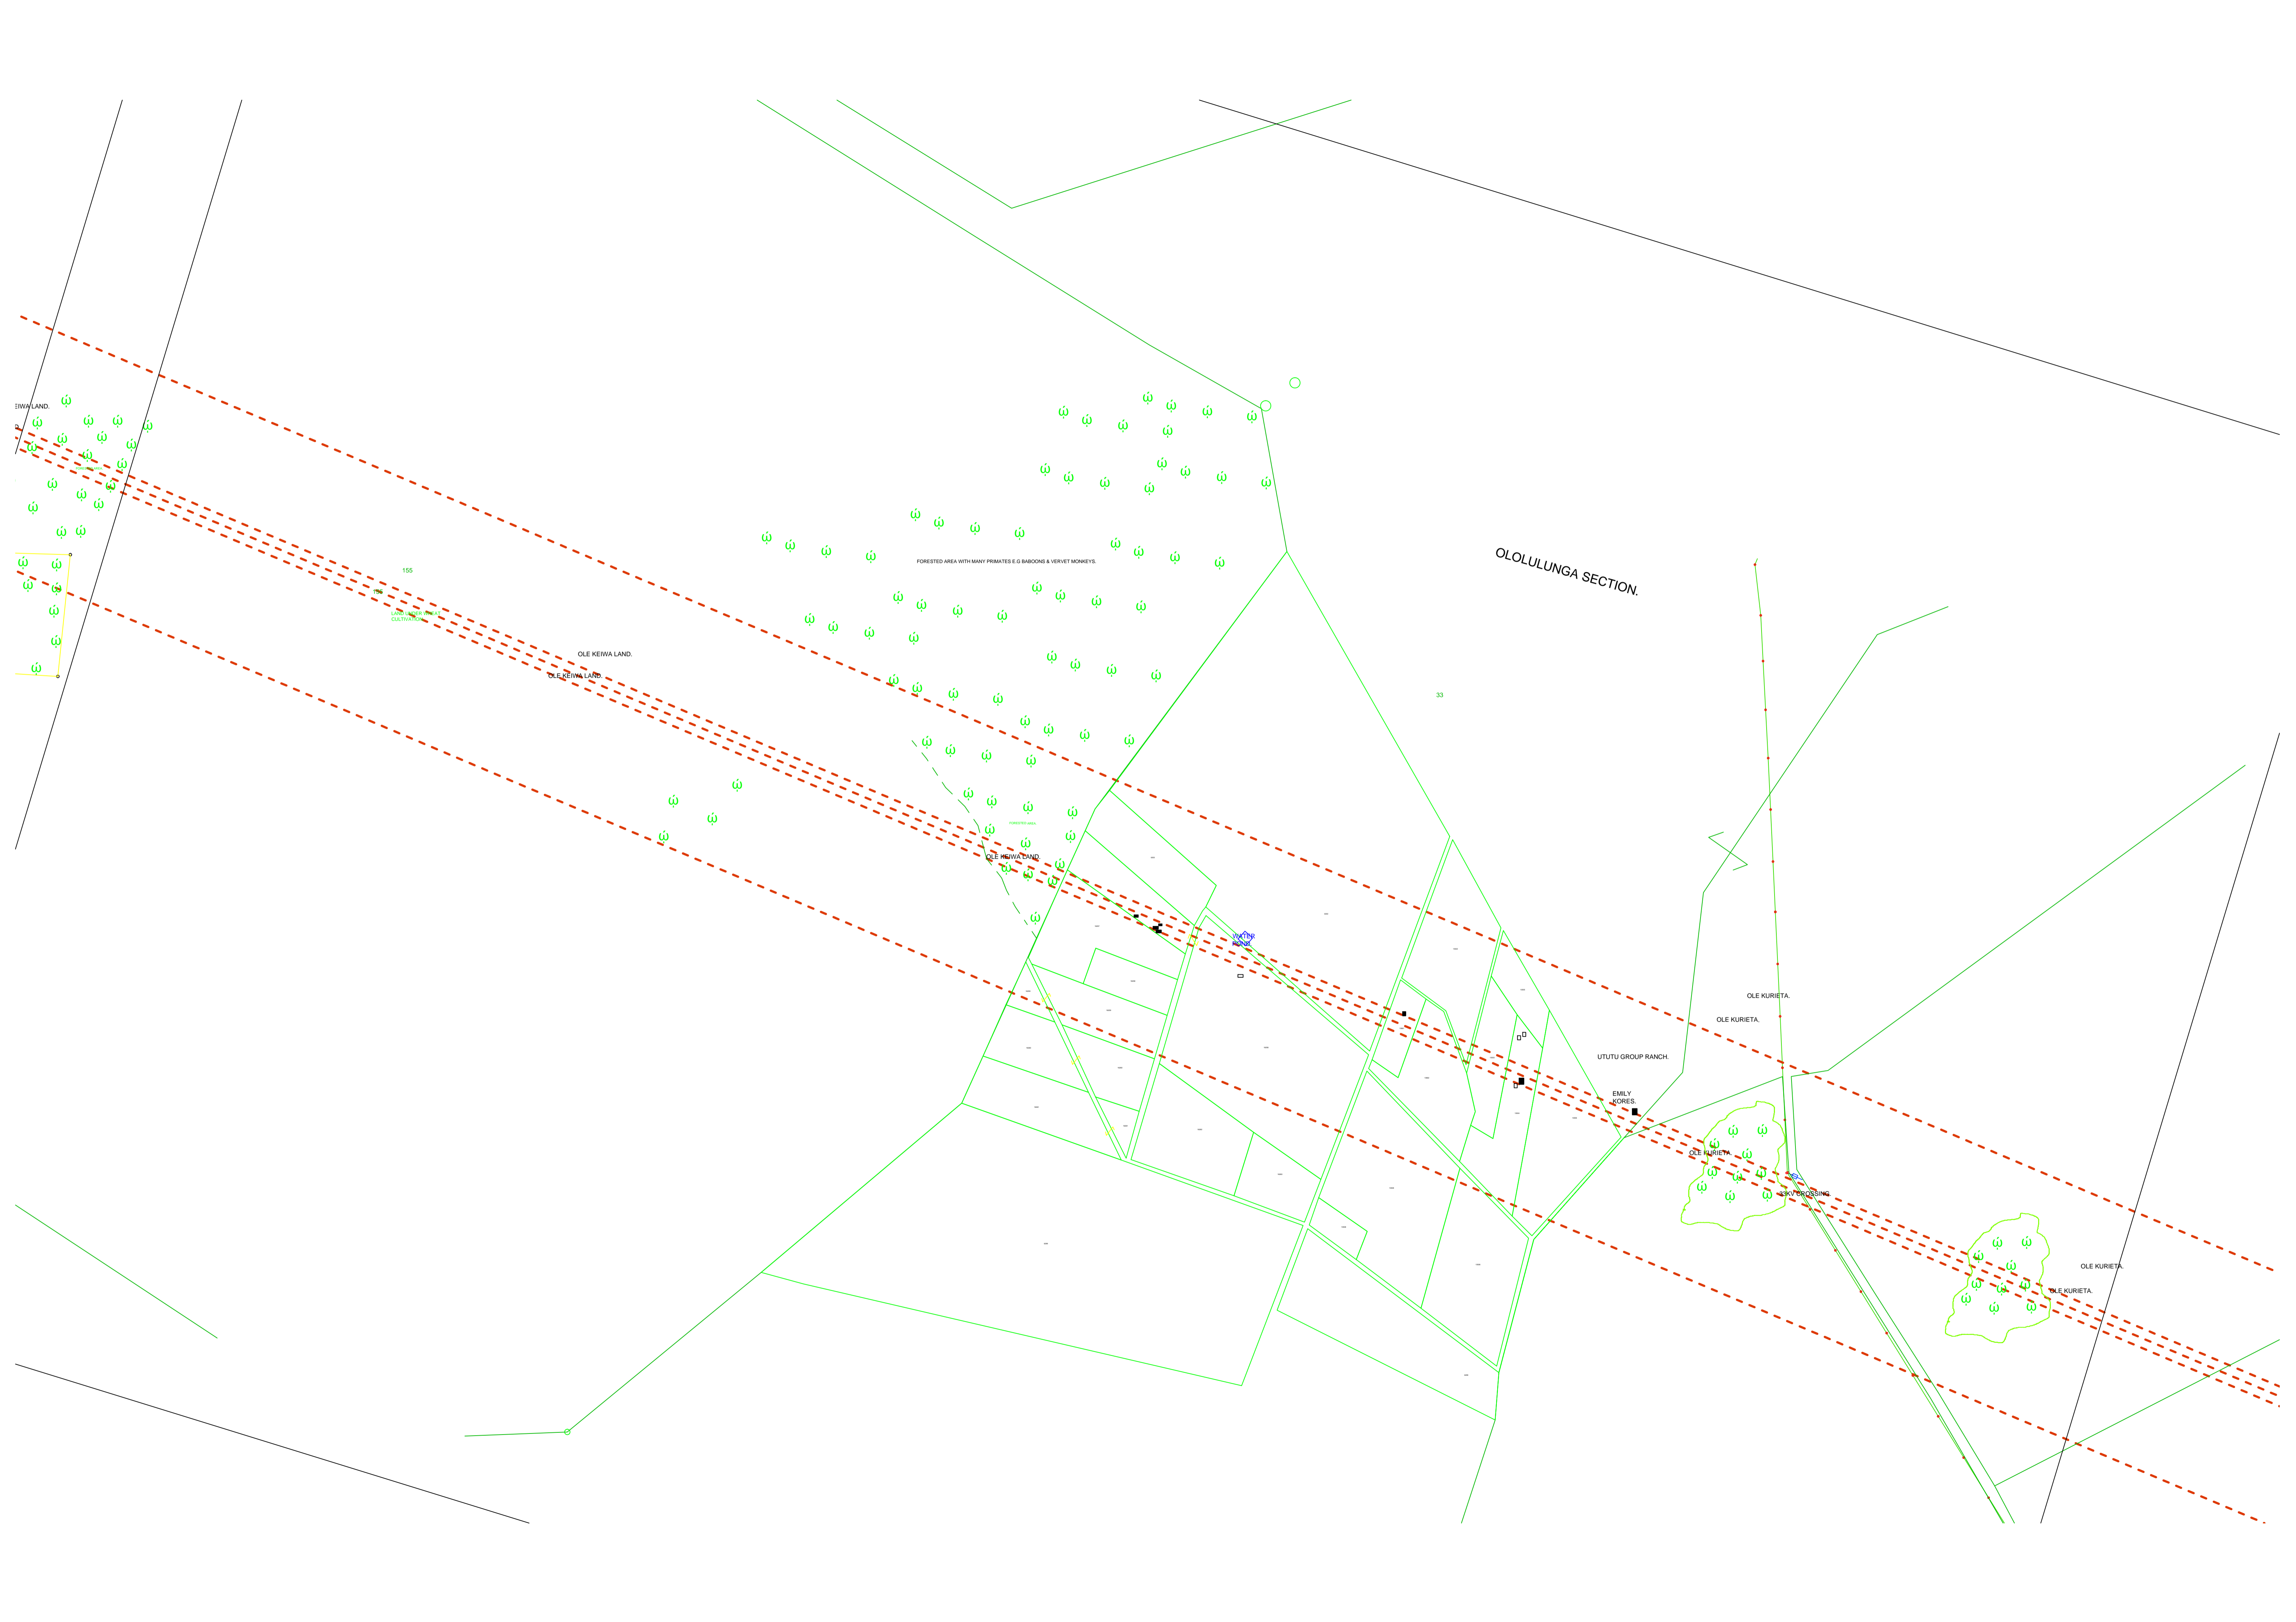 EIWA LAND.
FORESTED AREA WITH MANY PRIMATES E.G BABOONS & VERVET MONKEYS.
OLOLULUNGA SECTION.
155
CULTIVATION
OLE KEIWA LAND.
OLE KEIWA LAND.
33
OLE KEIWA LAND.
WATER
POND
OLE KURIETA.
OLE KURIETA.
UTUTU GROUP RANCH.
EMILY
KORES.
OLE KURIETA.
33KV CROSSING.
OLE KURIETA.
OLE KURIETA.